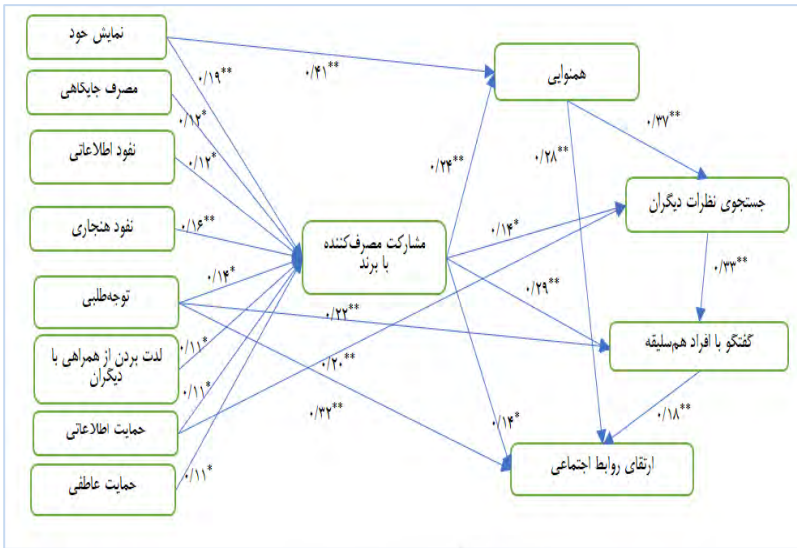 نمایش خود
مصرف جایگاهی
نفوذ اطلاعاتی
نفوذ هنجاری
توجه‌طلبی
لدت بردن از همراهی با
دیگران
حمایت اطلاعاتی
حمایت عاطفی
۰/۴۱**
۰/۱۹**
۰/۱۲*
۰/۱۲*
۰/۱۶**
۰/۱۴*
۰/۲۲**
۰/۱۱*
۰/۲۰**
۰/۱۱*
۰/۳۲**
۰/۱۱*
مشارکت مصرف‌کننده
با برند
۰/۲۴**
۰/۱۴*
۰/۲۹**
۰/۱۴*
همنوایی
۰/۳۷**
۰/۲۸**
جستجوی نظرات دیگران
۰/۳۳**
گفتگو با افراد هم‌سلیقه
۰/۱۸**
ارتقای روابط اجتماعی